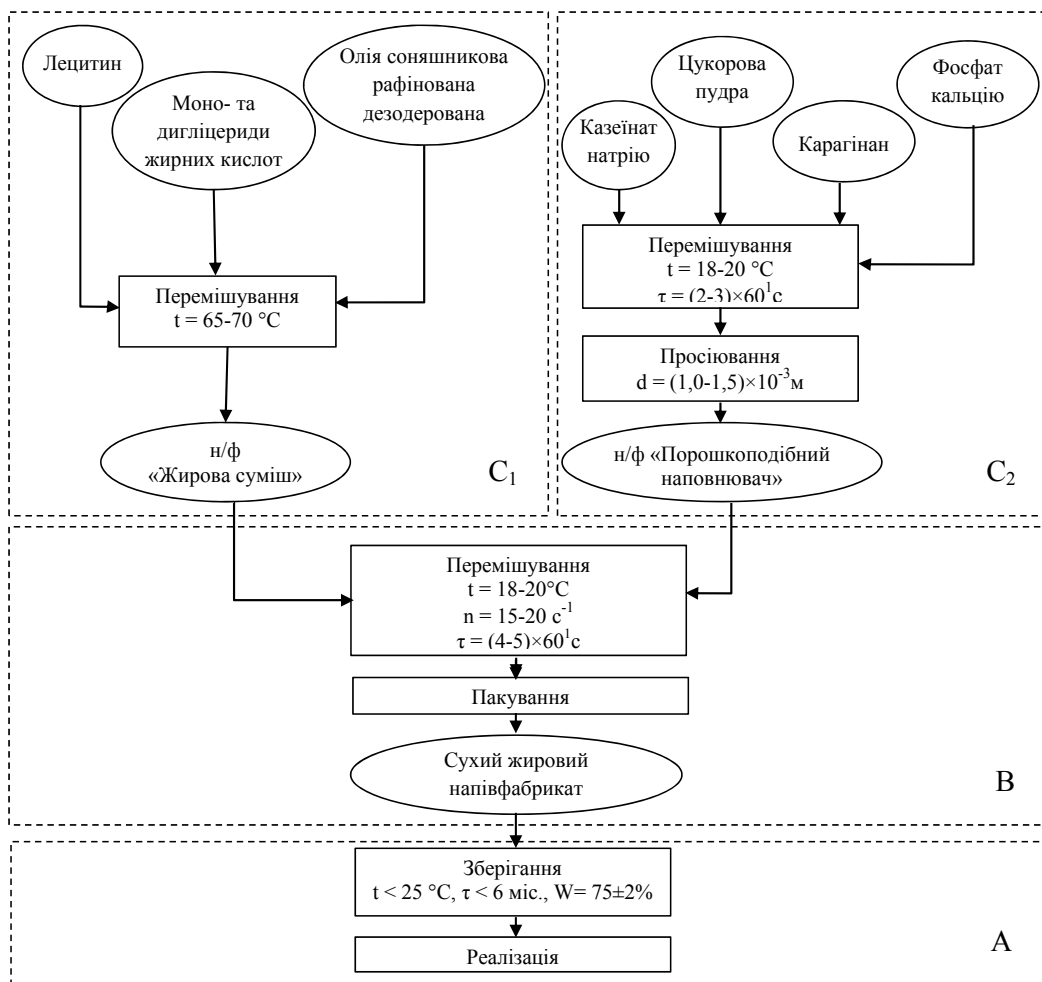 Лецитин
Моно- та
дигліцериди
жирних кислот
Олія соняшникова
рафінована
дезодерована
Перемішування
t = 65-70 °C
н/ф
«Жирова суміш»
C₁
Казеїнат
натрію
Цукорова
пудра
Карагінан
Фосфат
кальцію
Перемішування
t = 18-20 °C
τ = (2-3)×60¹с
Просіювання
d = (1,0-1,5)×10⁻³м
н/ф «Порошкоподібний
наповнювач»
C₂
Перемішування
t = 18-20°C
n = 15-20 с⁻¹
τ = (4-5)×60¹с
Пакування
Сухий жировий
напівфабрикат
B
Зберігання
t < 25 °C, τ < 6 міс., W= 75±2%
Реалізація
A